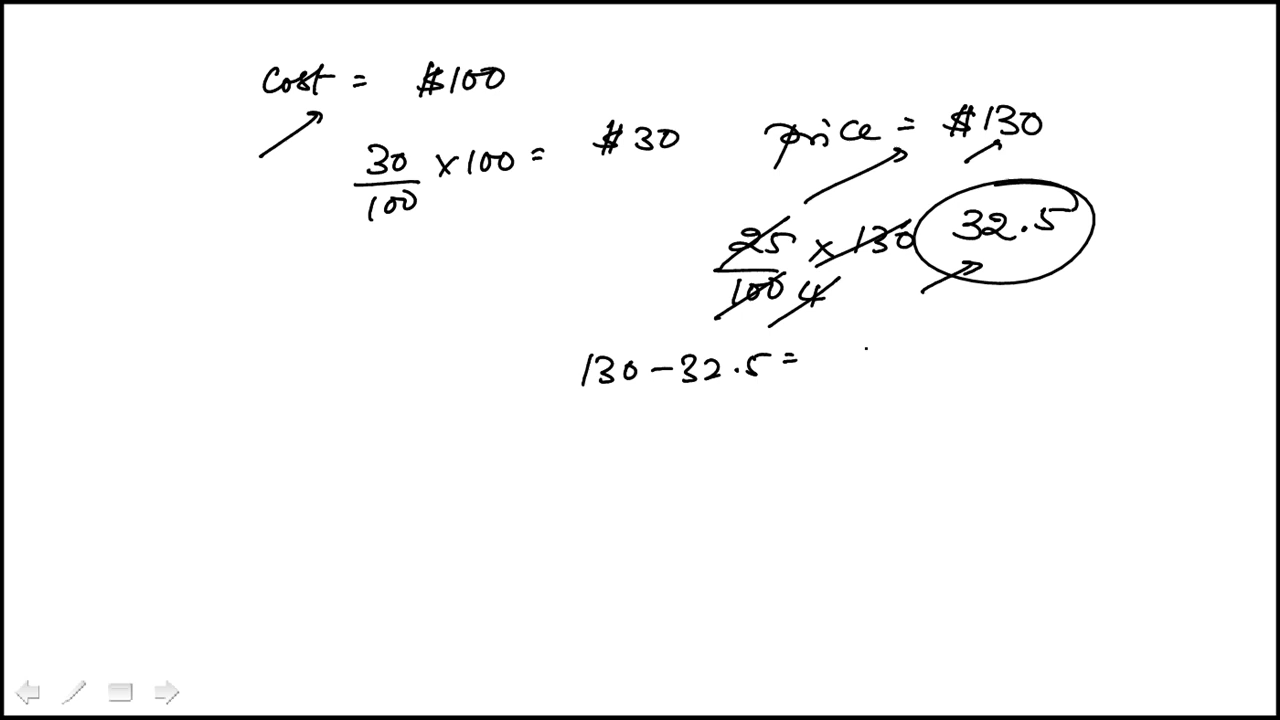 Cost = $100
30/100 x 100 = $30
price = $130
25/100 4 x 130 32.5
130 - 32.5 =